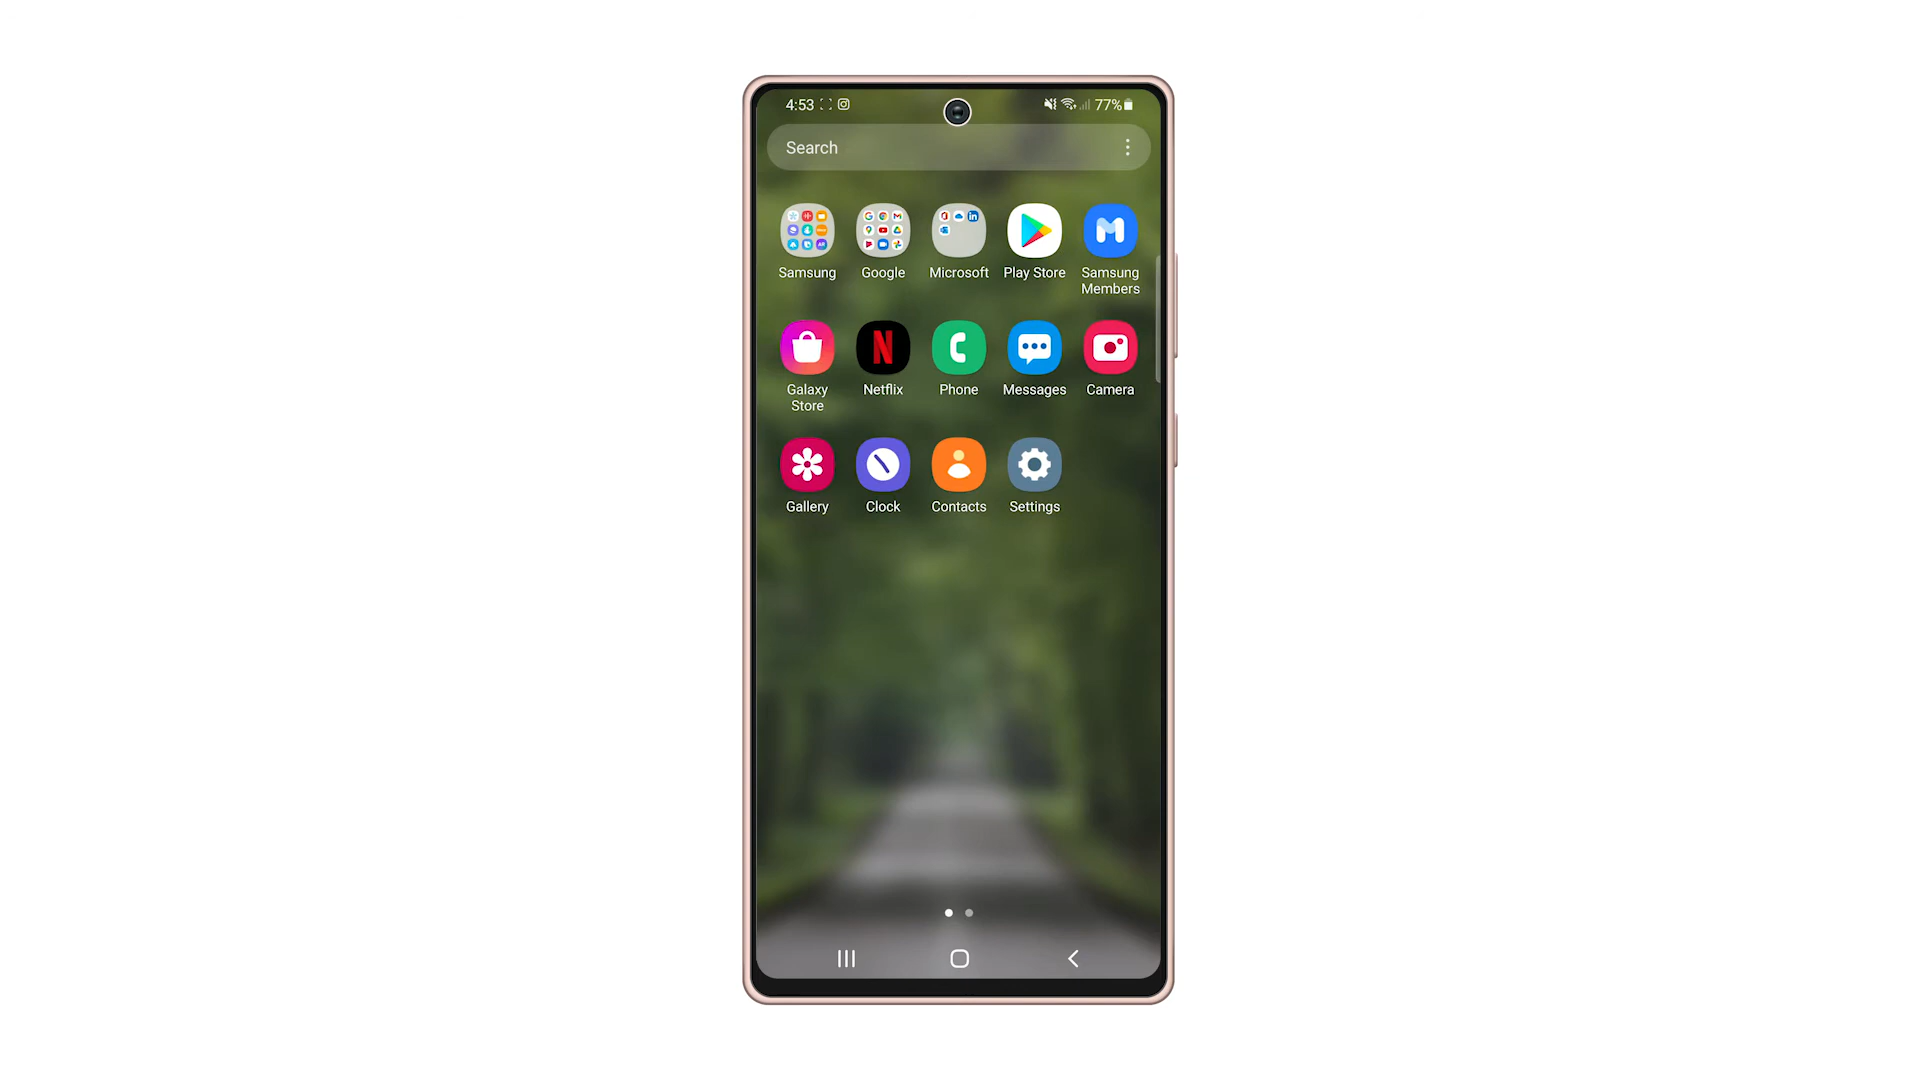 4:53
77%
Search
Samsung Google Microsoft Play Store Samsung
Members
Galaxy Netflix Phone Messages Camera
Store
Gallery Clock Contacts Settings